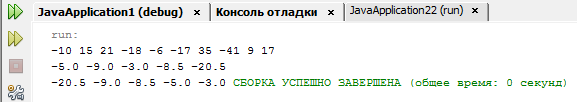 JavaApplication1 (debug) × Консоль отладки × JavaApplication22 (run) ×
run:
-10 15 21 -18 -6 -17 35 -41 9 17
-5.0 -9.0 -3.0 -8.5 -20.5
-20.5 -9.0 -8.5 -5.0 -3.0 СБОРКА УСПЕШНО ЗАВЕРШЕНА (общее время: 0 секунд)